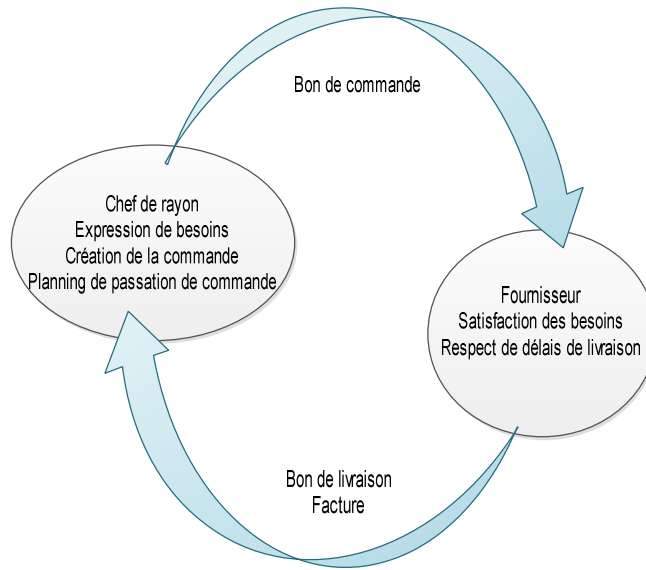 Bon de commande
Chef de rayon
Expression de besoins
Création de la commande
Planning de passation de commande
Fournisseur
Satisfaction des besoins
Respect de délais de livraison
Bon de livraison
Facture